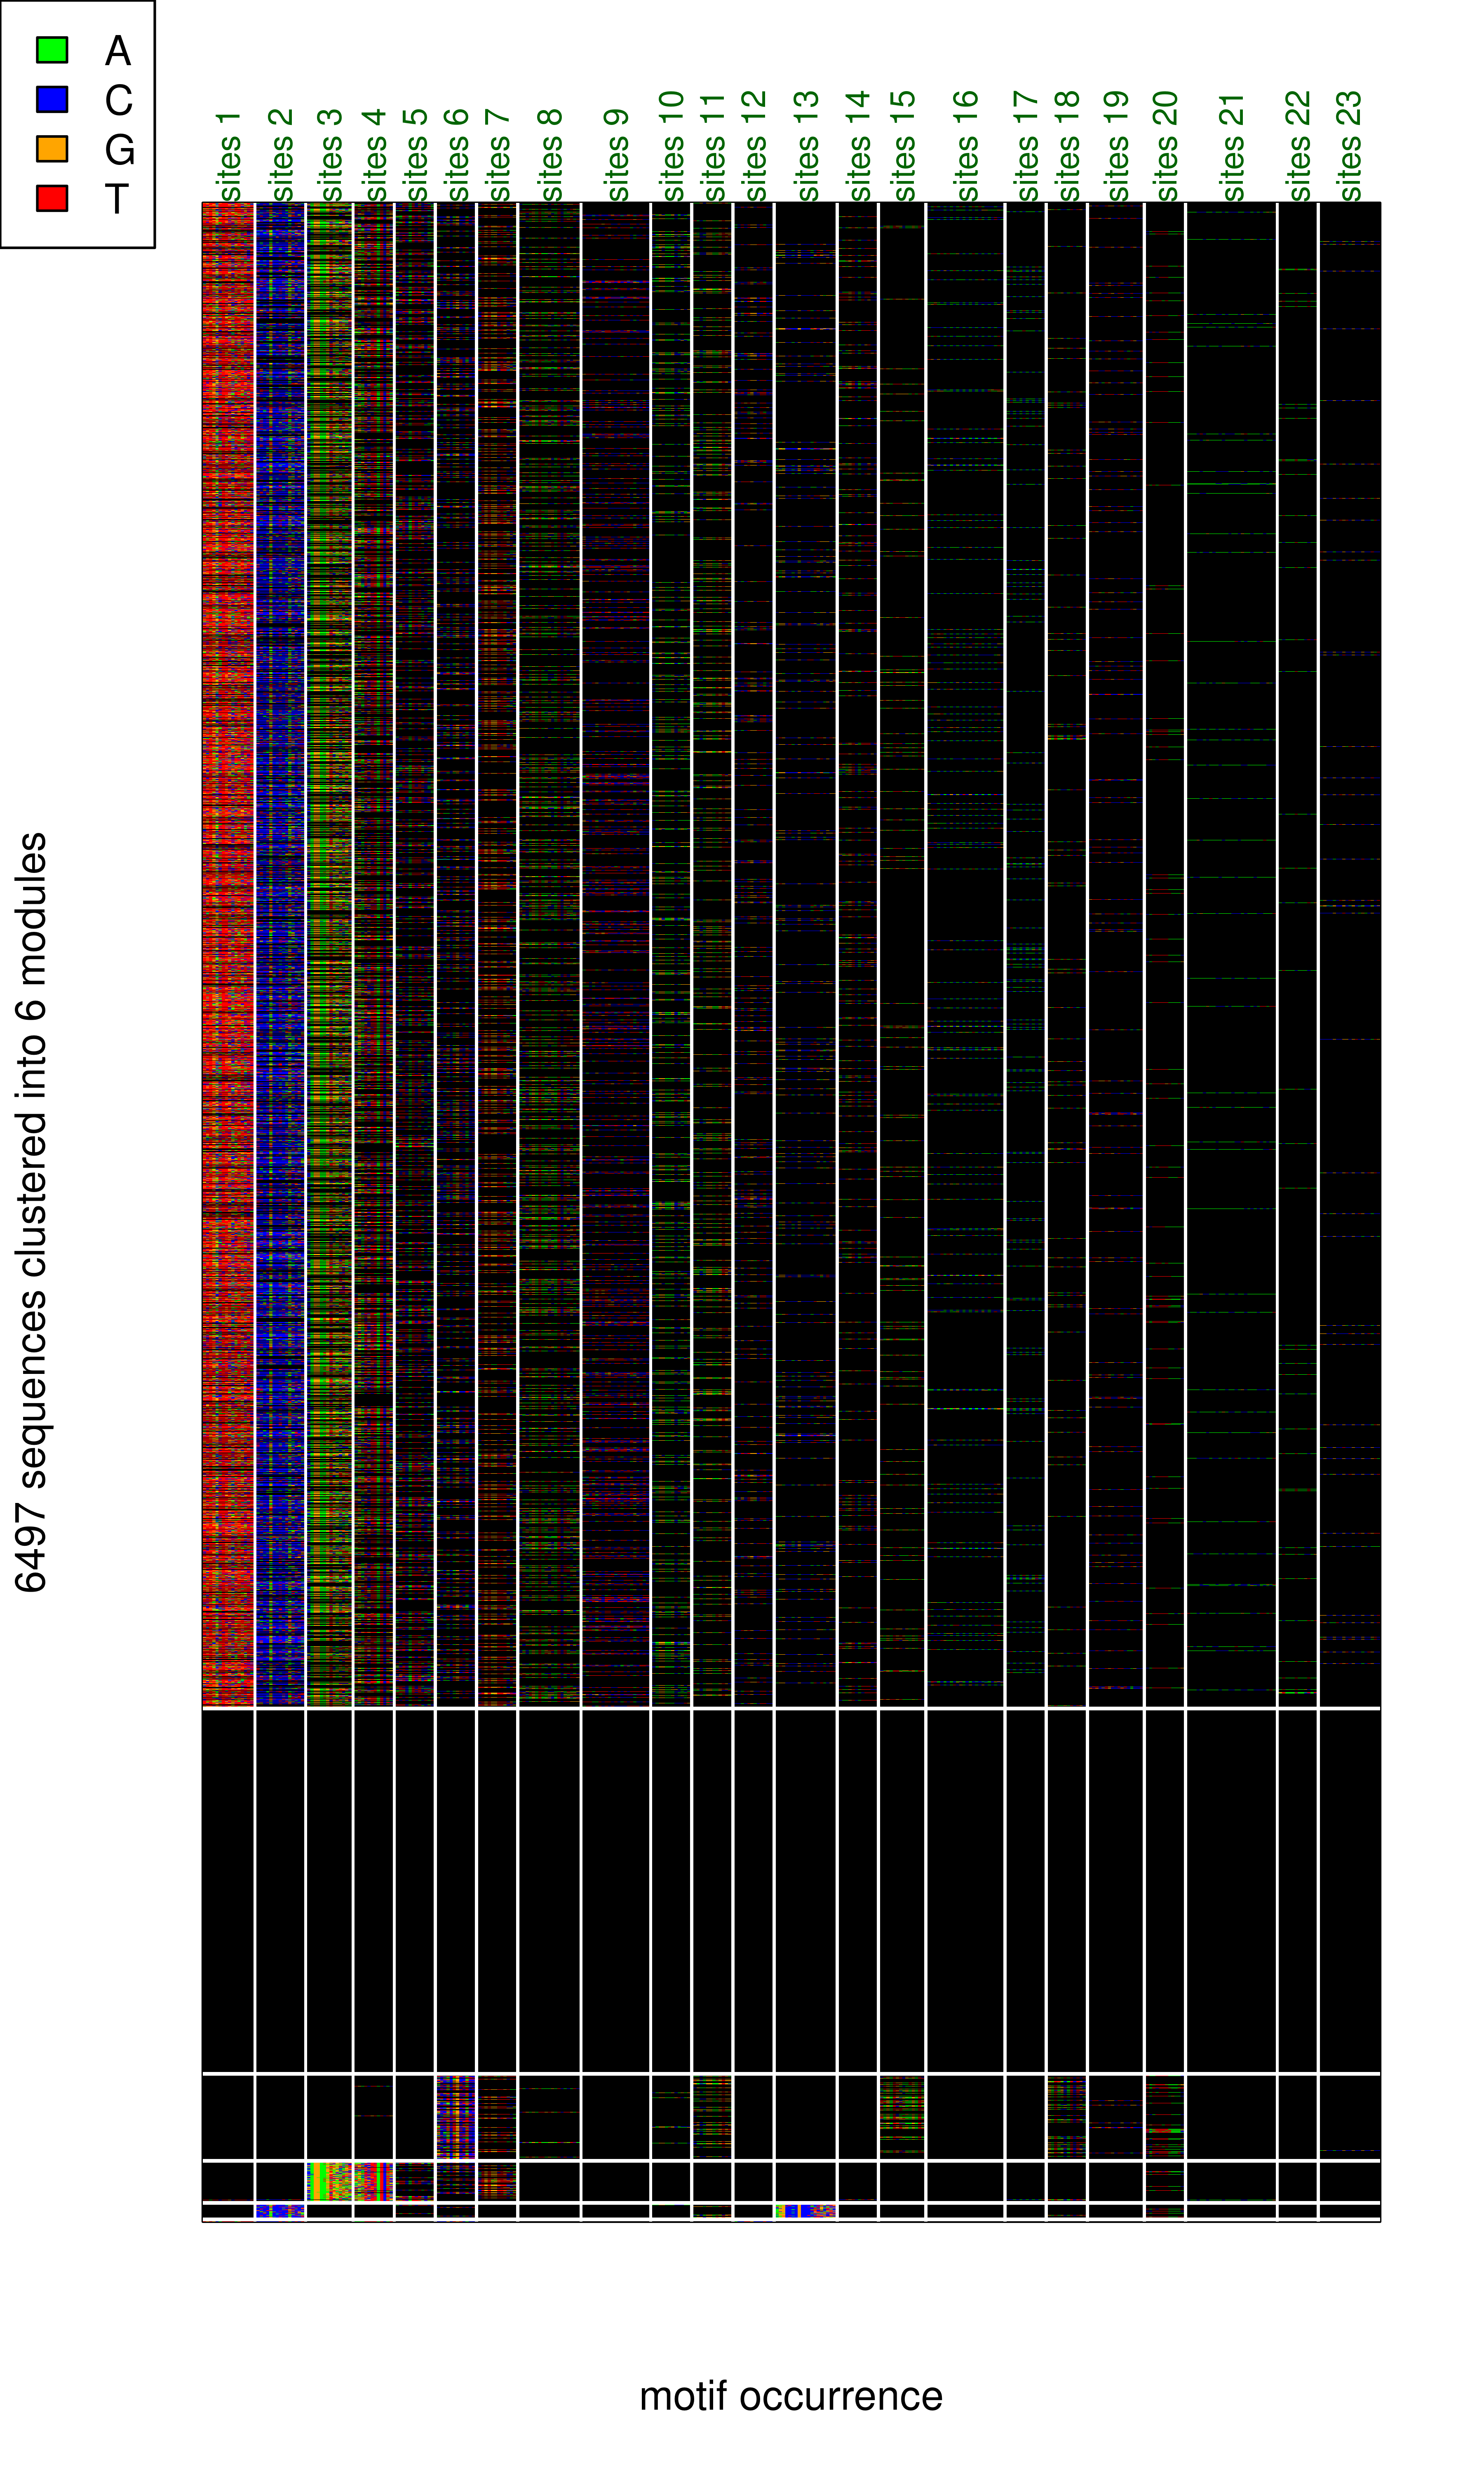 A
C
G
T
sites 1
sites 2
sites 3
sites 4
sites 5
sites 6
sites 7
sites 8
sites 9
sites 10
sites 11
sites 12
sites 13
sites 14
sites 15
sites 16
sites 17
sites 18
sites 19
sites 20
sites 21
sites 22
sites 23
6497 sequences clustered into 6 modules
motif occurrence